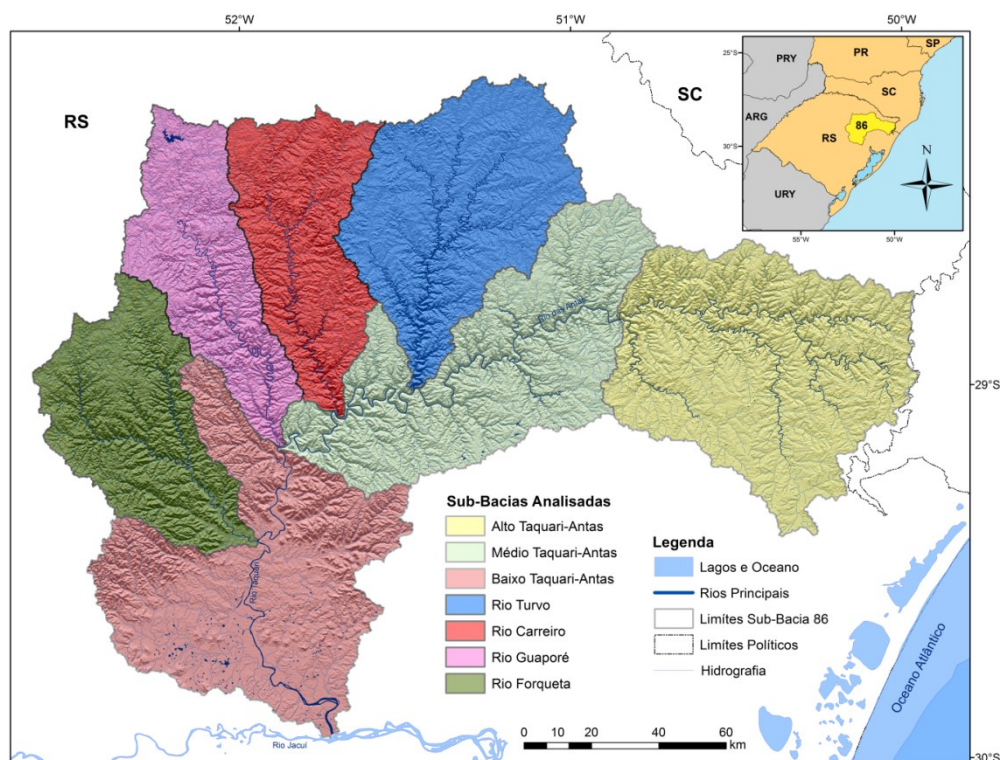 52°W
51°W
50°W
RS
SC
25°S
30°S
PRY
PR
SP
SC
ARG
86
RS
URY
N
55°W
50°W
29°S
30°S
Rio das Antas
Rio Taquari
Rio Jacuí
Oceano Atlântico
Sub-Bacias Analisadas
Alto Taquari-Antas
Médio Taquari-Antas
Baixo Taquari-Antas
Rio Turvo
Rio Carreiro
Rio Guaporé
Rio Forqueta
Legenda
Lagos e Oceano
Rios Principais
Limítes Sub-Bacia 86
Limítes Políticos
Hidrografia
0 10 20 40 60
km